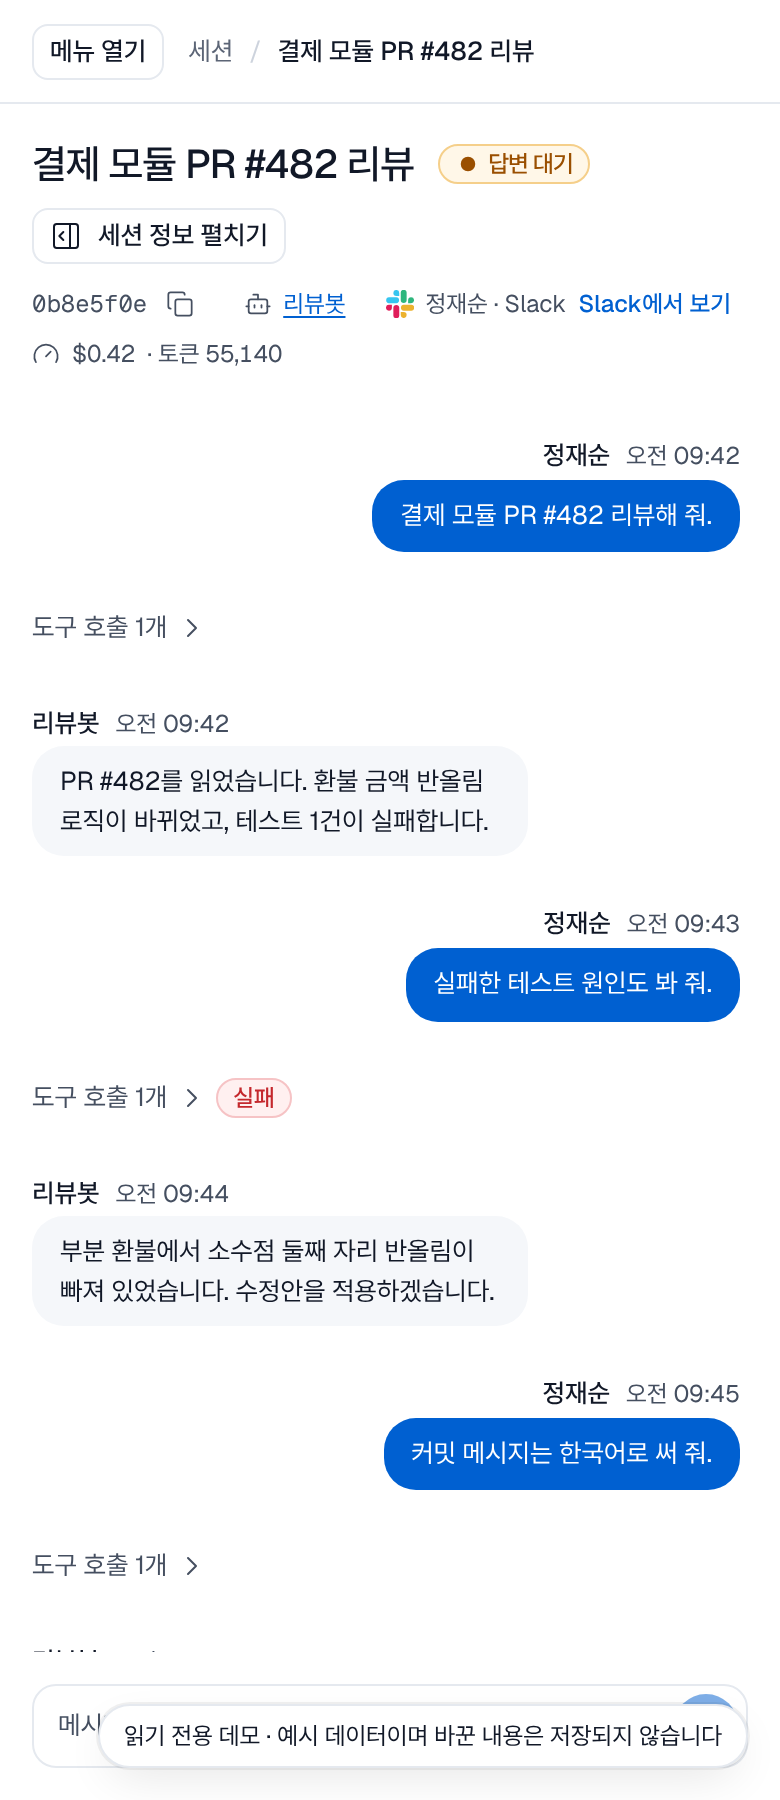 메뉴 열기 세션 / 결제 모듈 PR #482 리뷰
결제 모듈 PR #482 리뷰 답변 대기
세션 정보 펼치기
0b8e5f0e 리뷰봇 정재순 · Slack Slack에서 보기
$0.42 · 토큰 55,140
정재순 오전 09:42
결제 모듈 PR #482 리뷰해 줘.
도구 호출 1개
리뷰봇 오전 09:42
PR #482를 읽었습니다. 환불 금액 반올림
로직이 바뀌었고, 테스트 1건이 실패합니다.
정재순 오전 09:43
실패한 테스트 원인도 봐 줘.
도구 호출 1개 실패
리뷰봇 오전 09:44
부분 환불에서 소수점 둘째 자리 반올림이
빠져 있었습니다. 수정안을 적용하겠습니다.
정재순 오전 09:45
커밋 메시지는 한국어로 써 줘.
도구 호출 1개
메시
읽기 전용 데모 · 예시 데이터이며 바꾼 내용은 저장되지 않습니다